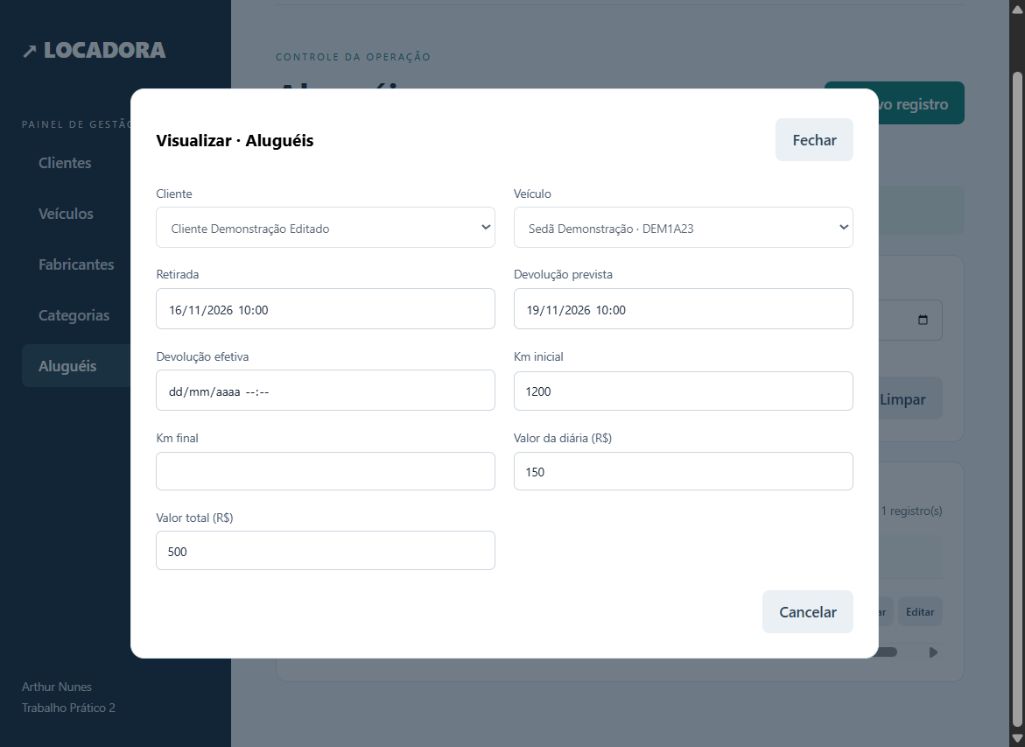 ↗ LOCADORA
PAINEL DE GESTÃ
Clientes
Veículos
Fabricantes
Categorias
Aluguéis
Arthur Nunes
Trabalho Prático 2
CONTROLE DA OPERAÇÃO
registro
Visualizar · Aluguéis
Fechar
Cliente
Veículo
Cliente Demonstração Editado
Sedã Demonstração · DEM1A23
Retirada
Devolução prevista
16/11/2026 10:00
19/11/2026 10:00
Devolução efetiva
Km inicial
dd/mm/aaaa --:--
1200
Km final
Valor da diária (R$)
150
Valor total (R$)
500
Cancelar
Limpar
1 registro(s)
Editar